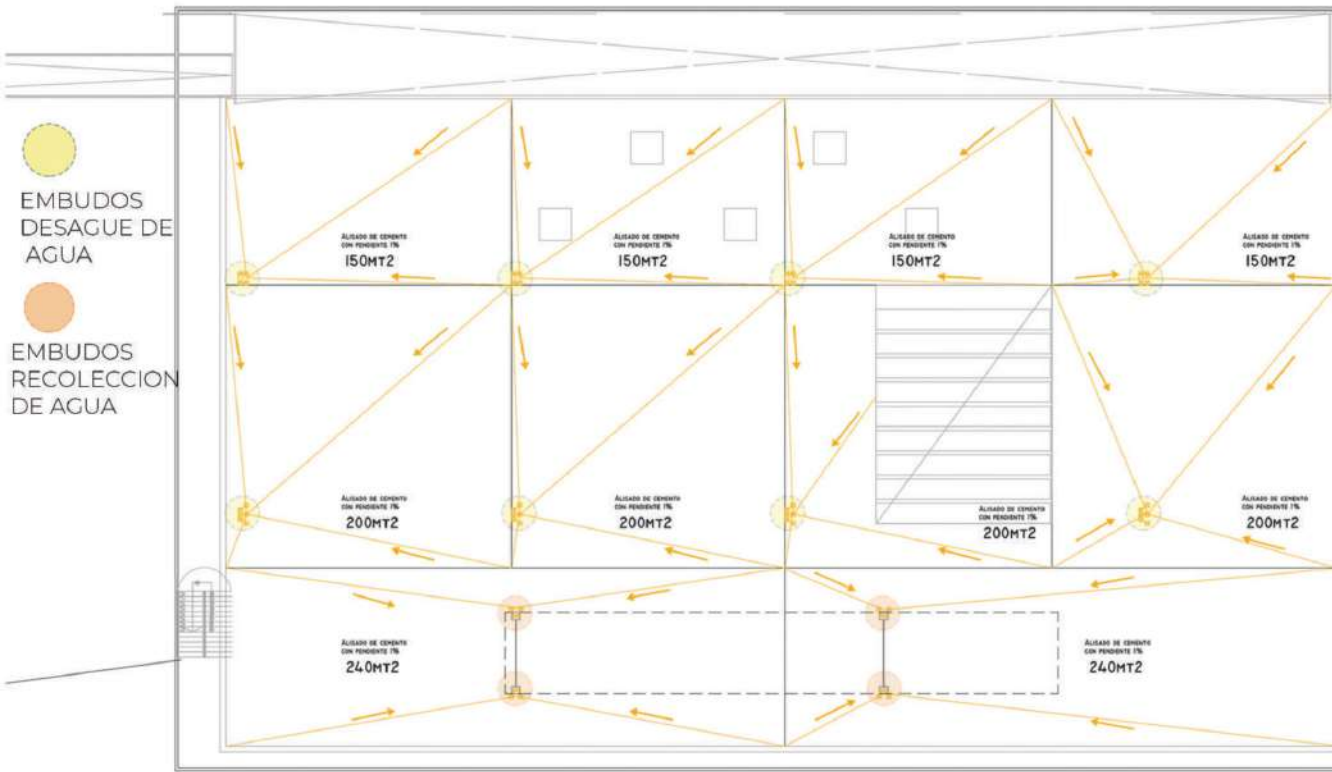 EMBUDOS
DESAGUE DE
AGUA
EMBUDOS
RECOLECCION
DE AGUA
ALISADO DE CEMENTO
CON PENDIENTE 1%
150MT2
ALISADO DE CEMENTO
CON PENDIENTE 1%
150MT2
ALISADO DE CEMENTO
CON PENDIENTE 1%
150MT2
ALISADO DE CEMENTO
CON PENDIENTE 1%
150MT2
ALISADO DE CEMENTO
CON PENDIENTE 1%
200MT2
ALISADO DE CEMENTO
CON PENDIENTE 1%
200MT2
ALISADO DE CEMENTO
CON PENDIENTE 1%
200MT2
ALISADO DE CEMENTO
CON PENDIENTE 1%
200MT2
ALISADO DE CEMENTO
CON PENDIENTE 1%
240MT2
ALISADO DE CEMENTO
CON PENDIENTE 1%
240MT2